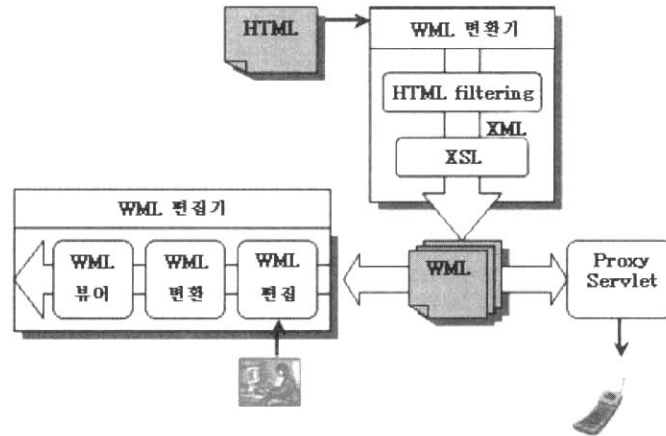 HTML
WML 변환기
HTML filtering
XML
XSL
WML 편집기
WML
뷰어
WML
변환
WML
편집
WML
Proxy
Servlet